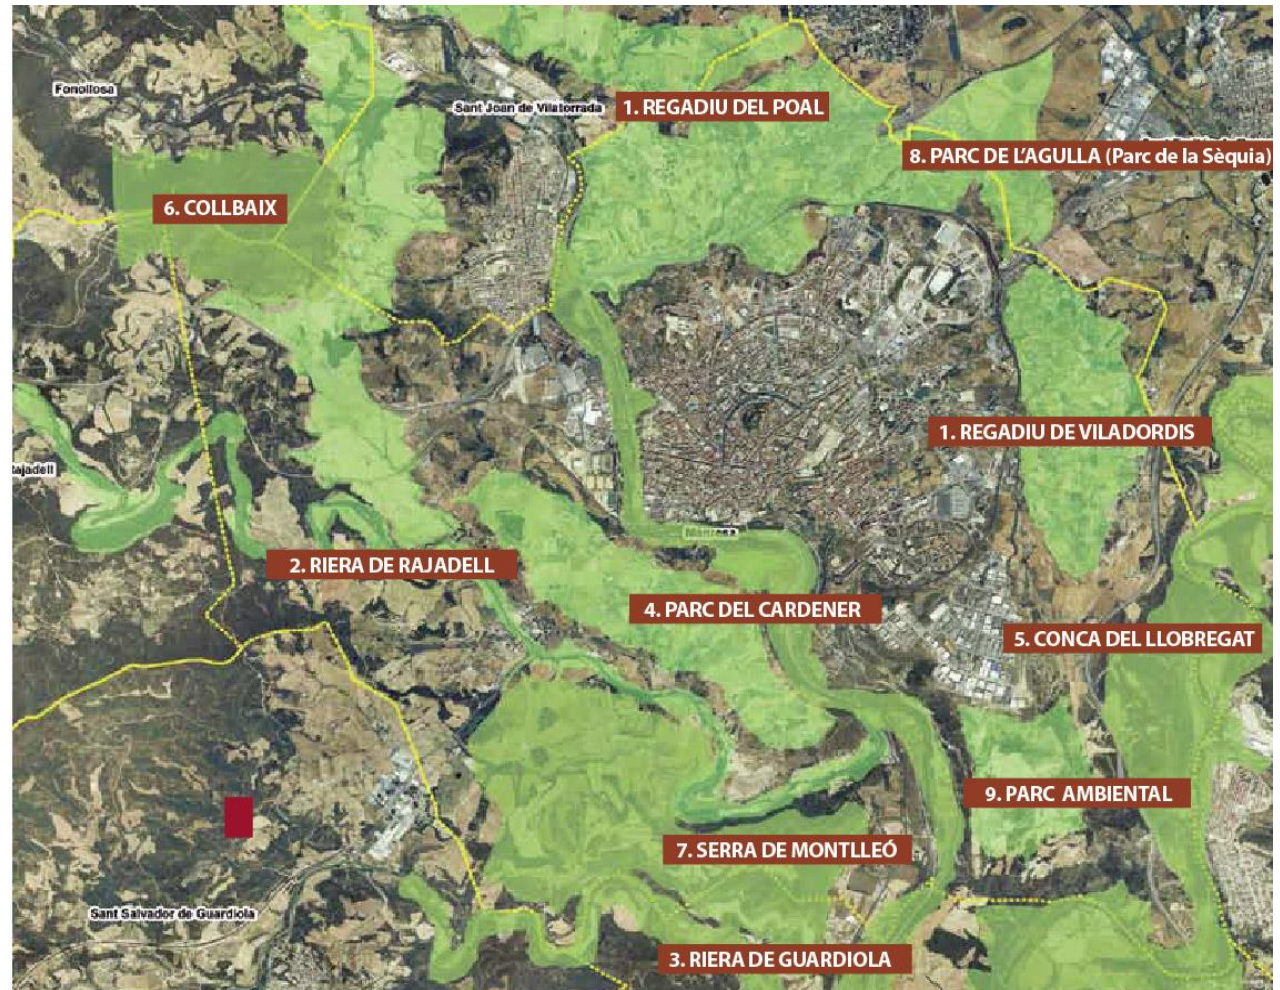 Fonollosa
Sant Joan de Vilatorrada
1. REGADIU DEL POAL
8. PARC DE L'AGULLA (Parc de la Sèquia)
6. COLLBAIX
1. REGADIU DE VILADORDIS
Rajadell
Manresa
2. RIERA DE RAJADELL
4. PARC DEL CARDENER
5. CONCA DEL LLOBREGAT
9. PARC AMBIENTAL
7. SERRA DE MONTLLEÓ
Sant Salvador de Guardiola
3. RIERA DE GUARDIOLA